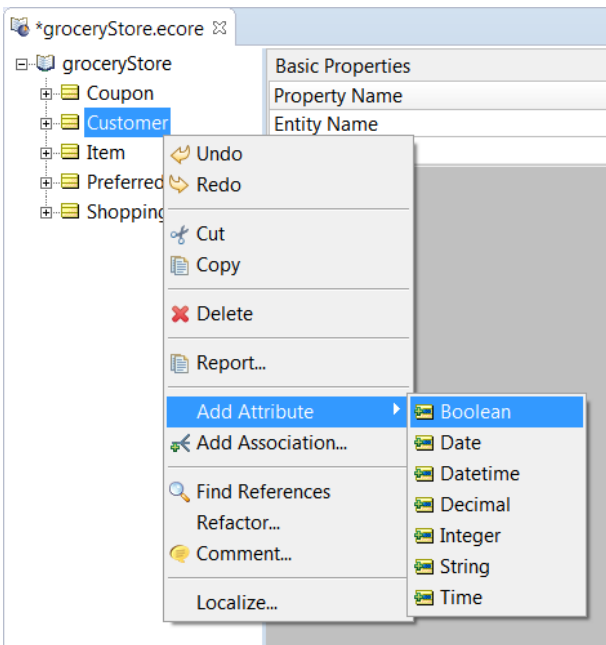 *groceryStore.ecore
groceryStore
Coupon
Customer
Item
Preferred
Shopping
Basic Properties
Property Name
Entity Name
Undo
Redo
Cut
Copy
Delete
Report...
Add Attribute
Add Association...
Find References
Refactor...
Comment...
Localize...
Boolean
Date
Datetime
Decimal
Integer
String
Time